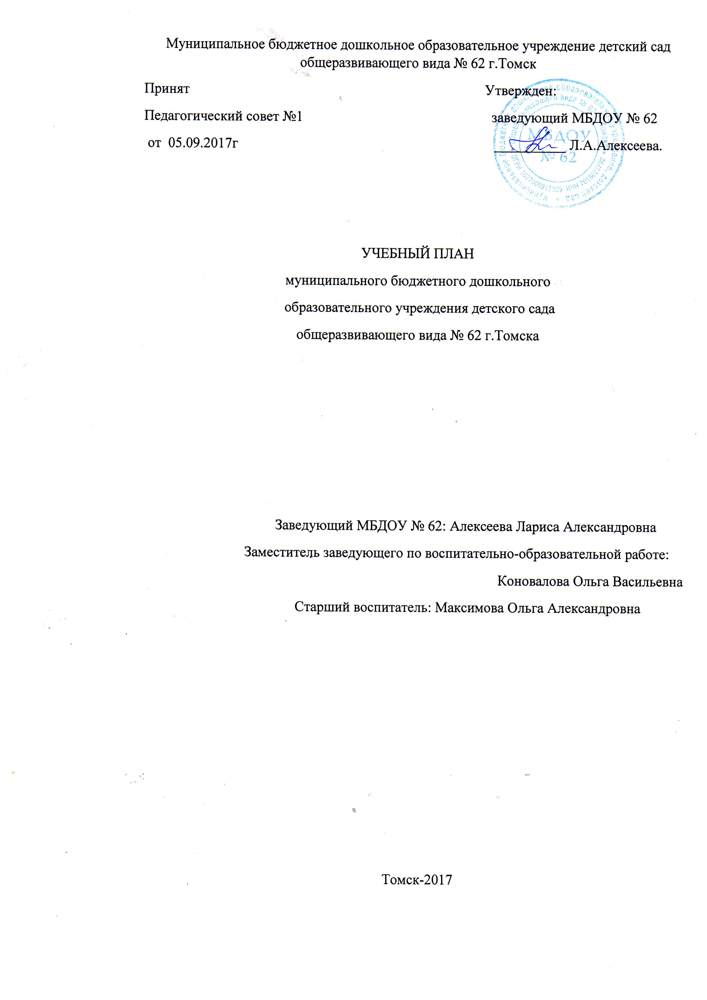 Муниципальное бюджетное дошкольное образовательное учреждение детский сад
общеразвивающего вида № 62 г.Томск
Принят
Утвержден:
Педагогический совет №1
заведующий МБДОУ № 62
от 05.09.2017г
Л.А.Алексеева.
МБДОУ
№ 62
УЧЕБНЫЙ ПЛАН
муниципального бюджетного дошкольного
образовательного учреждения детского сада
общеразвивающего вида № 62 г.Томска
Заведующий МБДОУ № 62: Алексеева Лариса Александровна
Заместитель заведующего по воспитательно-образовательной работе:
Коновалова Ольга Васильевна
Старший воспитатель: Максимова Ольга Александровна
Томск-2017